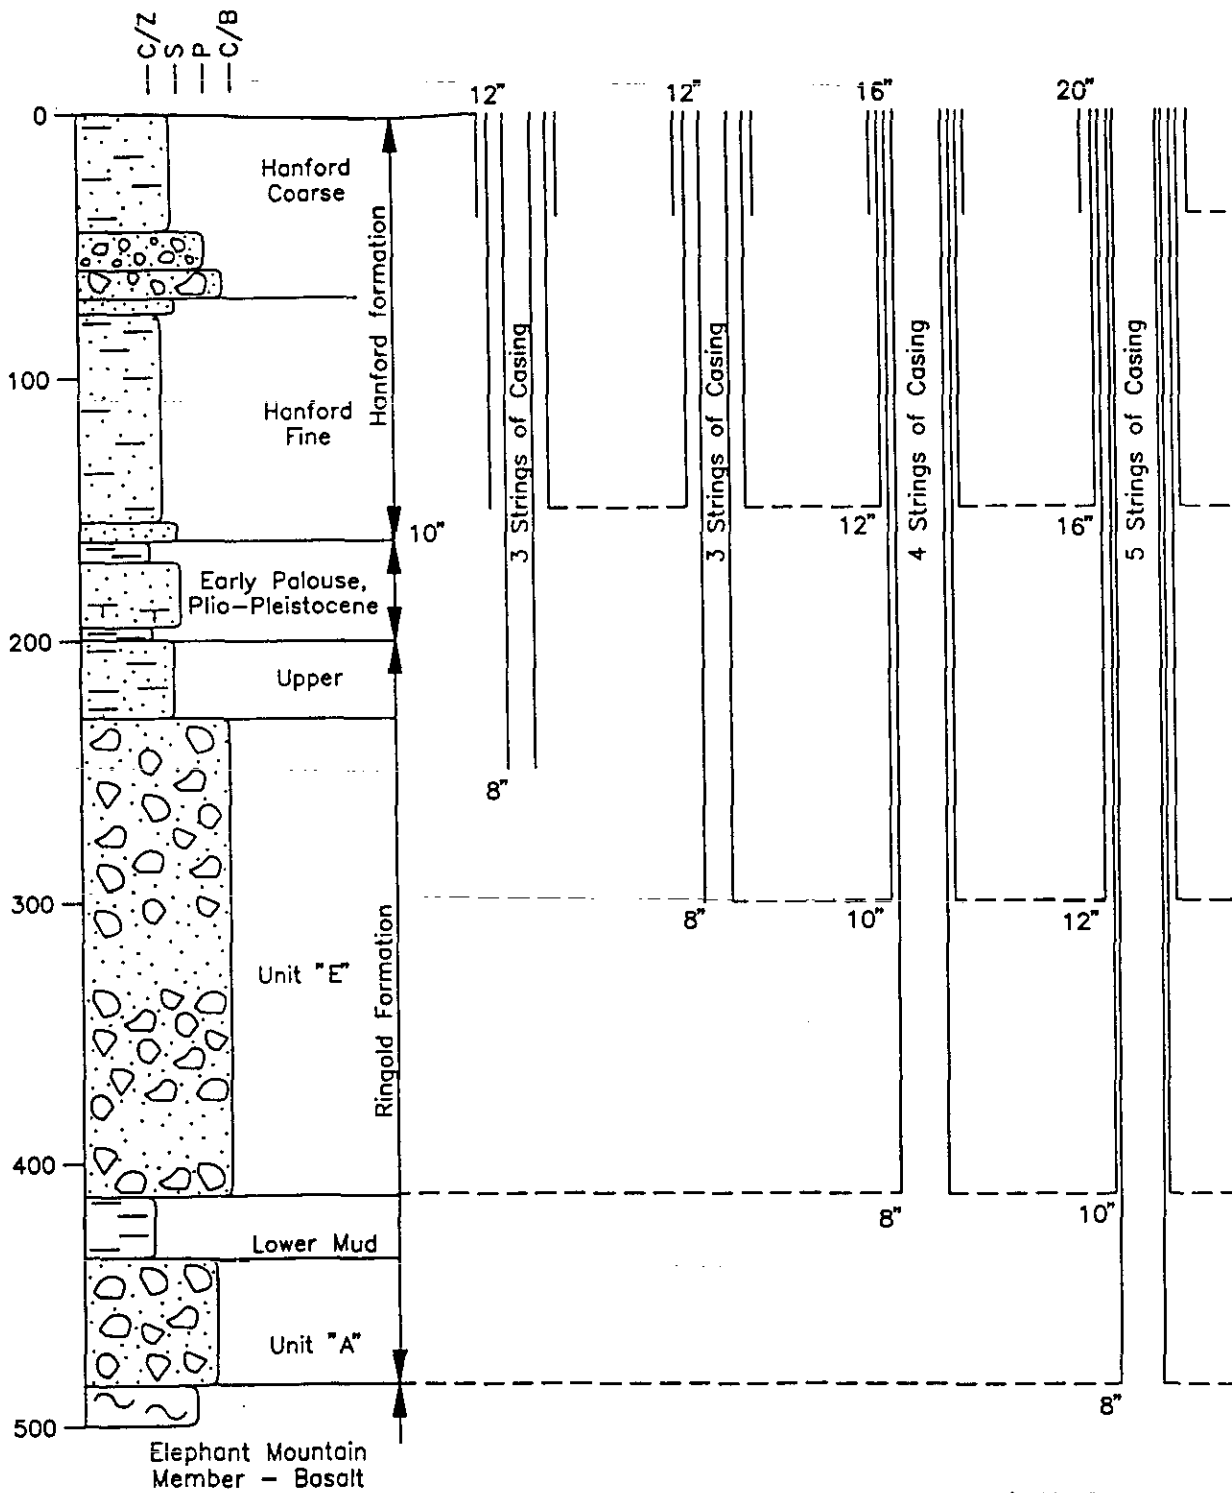 C/Z
S
P
C/B
12"
12"
16"
20"
0
Hanford
Coarse
Hanford formation
100
Hanford
Fine
3 Strings of Casing
3 Strings of Casing
4 Strings of Casing
5 Strings of Casing
10"
12"
16"
Early Palouse,
Plio-Pleistocene
200
Upper
8"
300
8"
10"
12"
Unit "E"
Ringold Formation
400
8"
10"
Lower Mud
Unit "A"
8"
500
Elephant Mountain
Member - Basalt